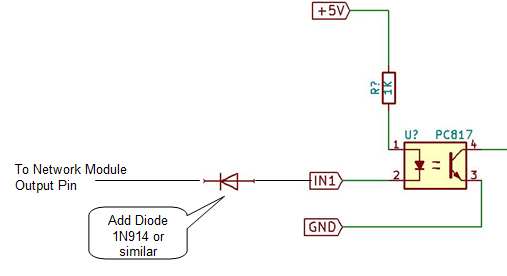 +5V
R?
1K
U?
PC817
1
4
To Network Module
Output Pin
IN1
2
3
Add Diode
1N914 or
similar
GND